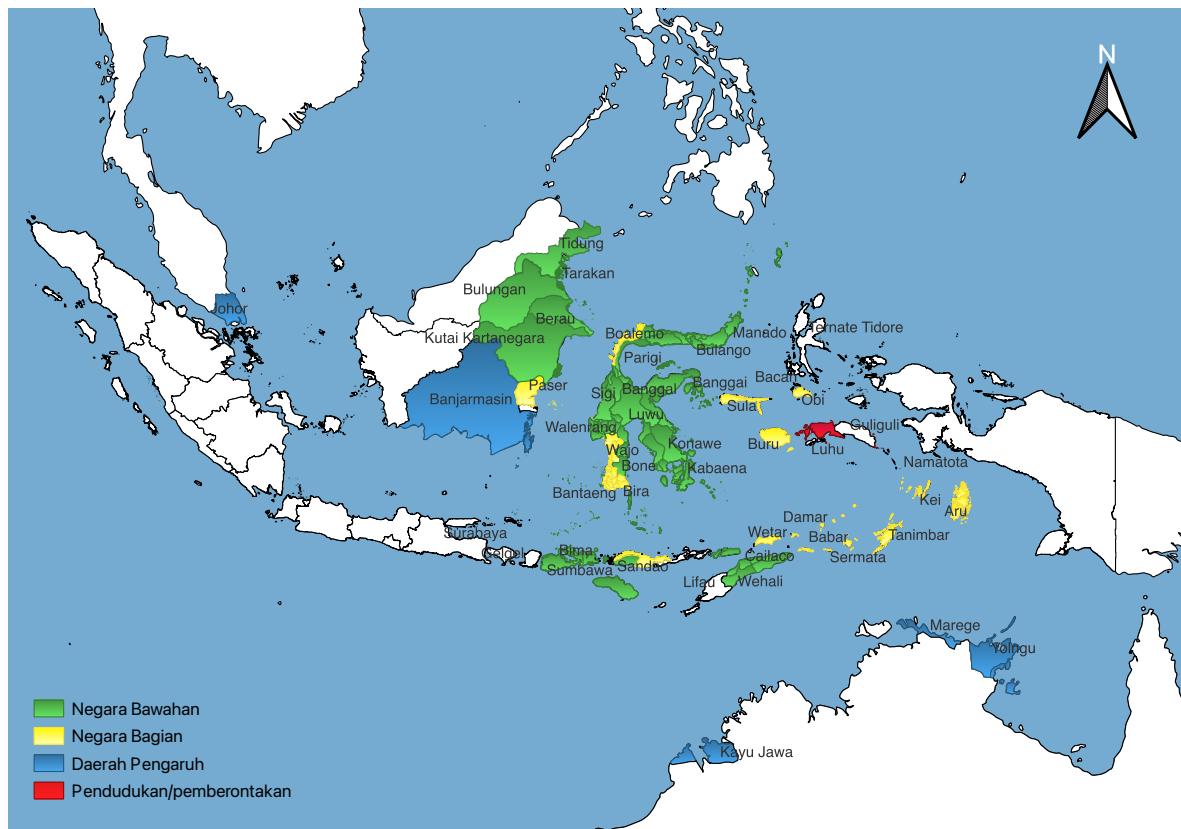 N
Tidung
Tarakan
Bulungan
Johor
Berau
Ternate Tidore
Boalemo
Manado
Kutai Kartanegara
Bulango
Parigi
Bacan
Banggai
Paser
Sigi
Banggai
Banjarmasin
Obi
Sula
Luwu
Guliguli
Walenrang
Buru
Konawe
Luhu
Wajo
Namatota
Bone
Kabaena
Bantaeng
Bira
Kei
Aru
Damar
Surabaya
Wetar
Babar
Tanimbar
Gelgel
Bima
Cailaco
Sermata
Sumbawa
Sandao
Lifau
Wehali
Marege
Yolngu
Negara Bawahan
Negara Bagian
Kayu Jawa
Daerah Pengaruh
Pendudukan/pemberontakan